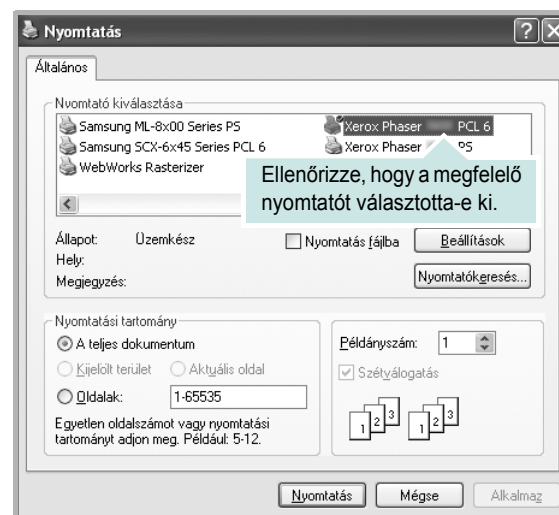 Nyomtatás
Általános
Nyomtató kiválasztása
Samsung ML-8x00 Series PS
Samsung SCX-6x45 Series PCL 6
WebWorks Rasterizer
Xerox Phaser PCL 6
Xerox Phaser PS
Ellenőrizze, hogy a megfelelő
nyomtatót választotta-e ki.
Állapot: Üzemkész
Hely:
Megjegyzés:
Nyomtatás fájlba
Beállítások
Nyomtatókeresés...
Nyomtatási tartomány
A teljes dokumentum
Kijelölt terület Aktuális oldal
Oldalak: 1-65535
Egyetlen oldalszámot vagy nyomtatási
tartományt adjon meg. Például: 5-12.
Példányszám: 1
Szétválogatás
1 2 3 1 2 3
Nyomtatás Mégse Alkalmaz